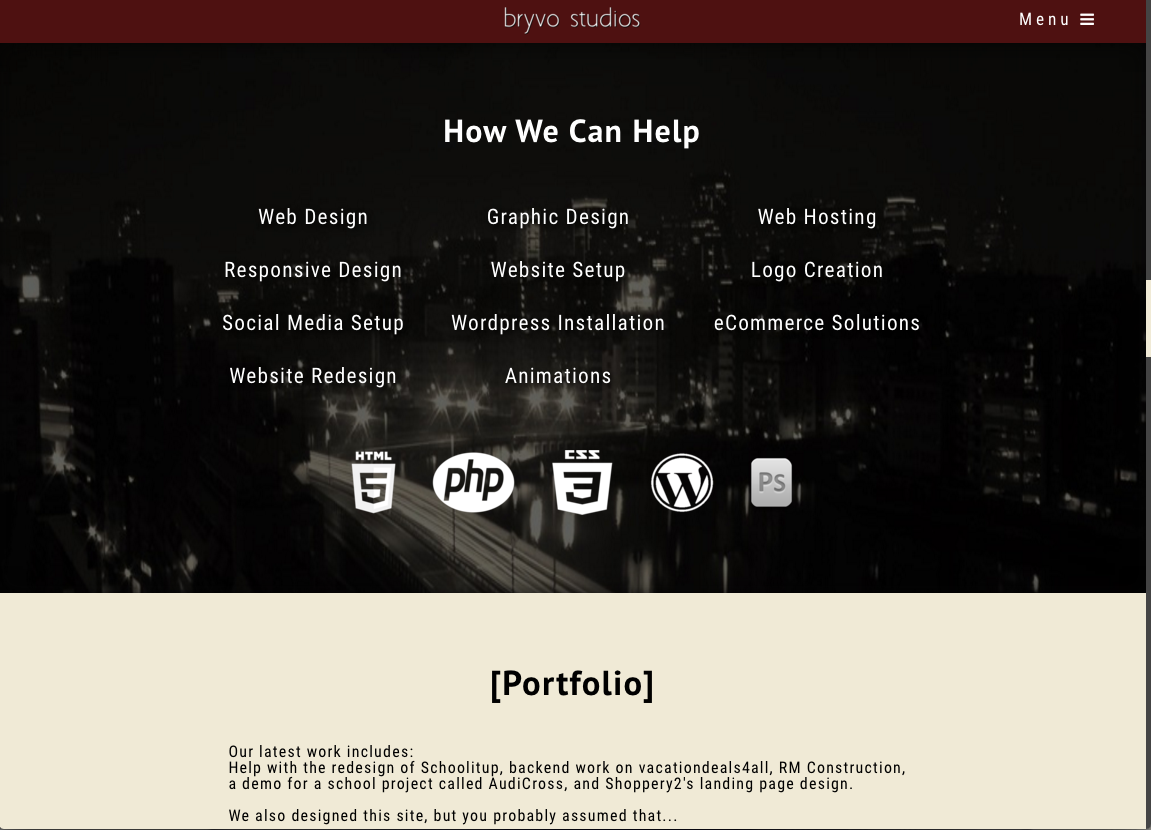 bryvo studios
Menu
How We Can Help
Web Design Graphic Design Web Hosting
Responsive Design Website Setup Logo Creation
Social Media Setup Wordpress Installation eCommerce Solutions
Website Redesign Animations
HTML 5 php CSS 3 W PS
[Portfolio]
Our latest work includes:
Help with the redesign of Schoolitup, backend work on vacationdeals4all, RM Construction,
a demo for a school project called AudiCross, and Shoppery2's landing page design.
We also designed this site, but you probably assumed that...